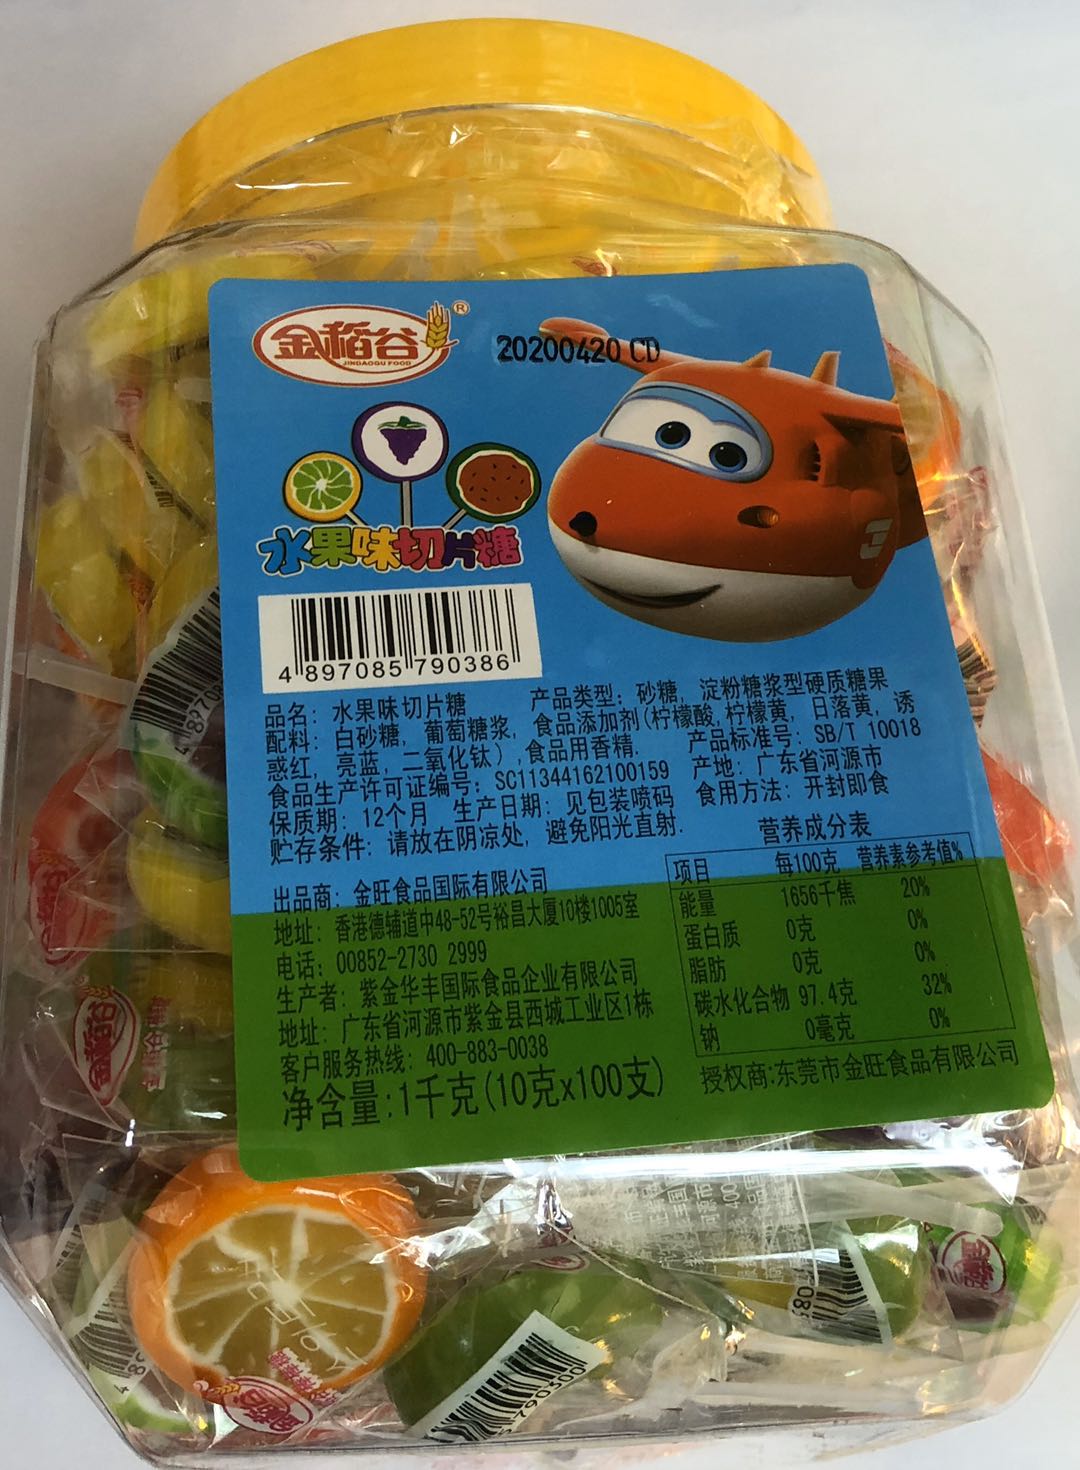 金稻谷®
JINDAOGU FOOD
20200420 CD
水果味切片糖
4 897085 790386
品名：水果味切片糖 产品类型：砂糖，淀粉糖浆型硬质糖果
配料：白砂糖，葡萄糖浆，食品添加剂（柠檬酸，柠檬黄，日落黄，诱
惑红，亮蓝，二氧化钛），食品用香精. 产品标准号：SB/T 10018
食品生产许可证编号：SC11344162100159 产地：广东省河源市
保质期：12个月 生产日期：见包装喷码 食用方法：开封即食
贮存条件：请放在阴凉处，避免阳光直射.
出品商：金旺食品国际有限公司
地址：香港德辅道中48-52号裕昌大厦10楼1005室
电话：00852-2730 2999
生产者：紫金华丰国际食品企业有限公司
地址：广东省河源市紫金县西城工业区1栋
客户服务热线：400-883-0038
净含量:1千克(10克x100支)
营养成分表
项目 每100克 营养素参考值%
能量 1656千焦 20%
蛋白质 0克 0%
脂肪 0克 0%
碳水化合物 97.4克 32%
钠 0毫克 0%
授权商:东莞市金旺食品有限公司
3
金稻谷
金稻谷
790300